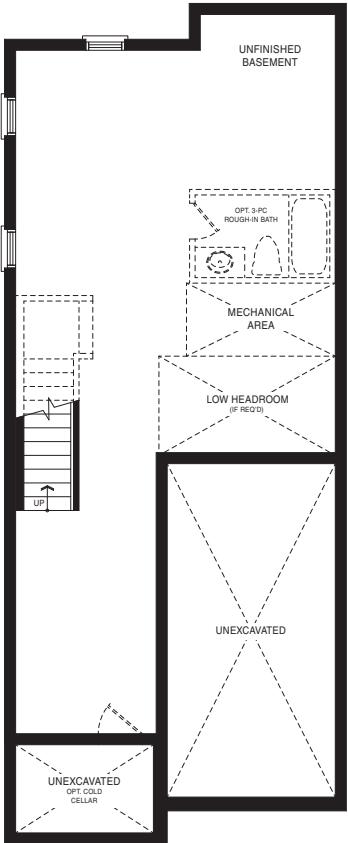 UNFINISHED
BASEMENT
OPT. 3-PC
ROUGH-IN BATH
MECHANICAL
AREA
LOW HEADROOM
(IF REQ'D)
UP
UNEXCAVATED
UNEXCAVATED
OPT. COLD
CELLAR